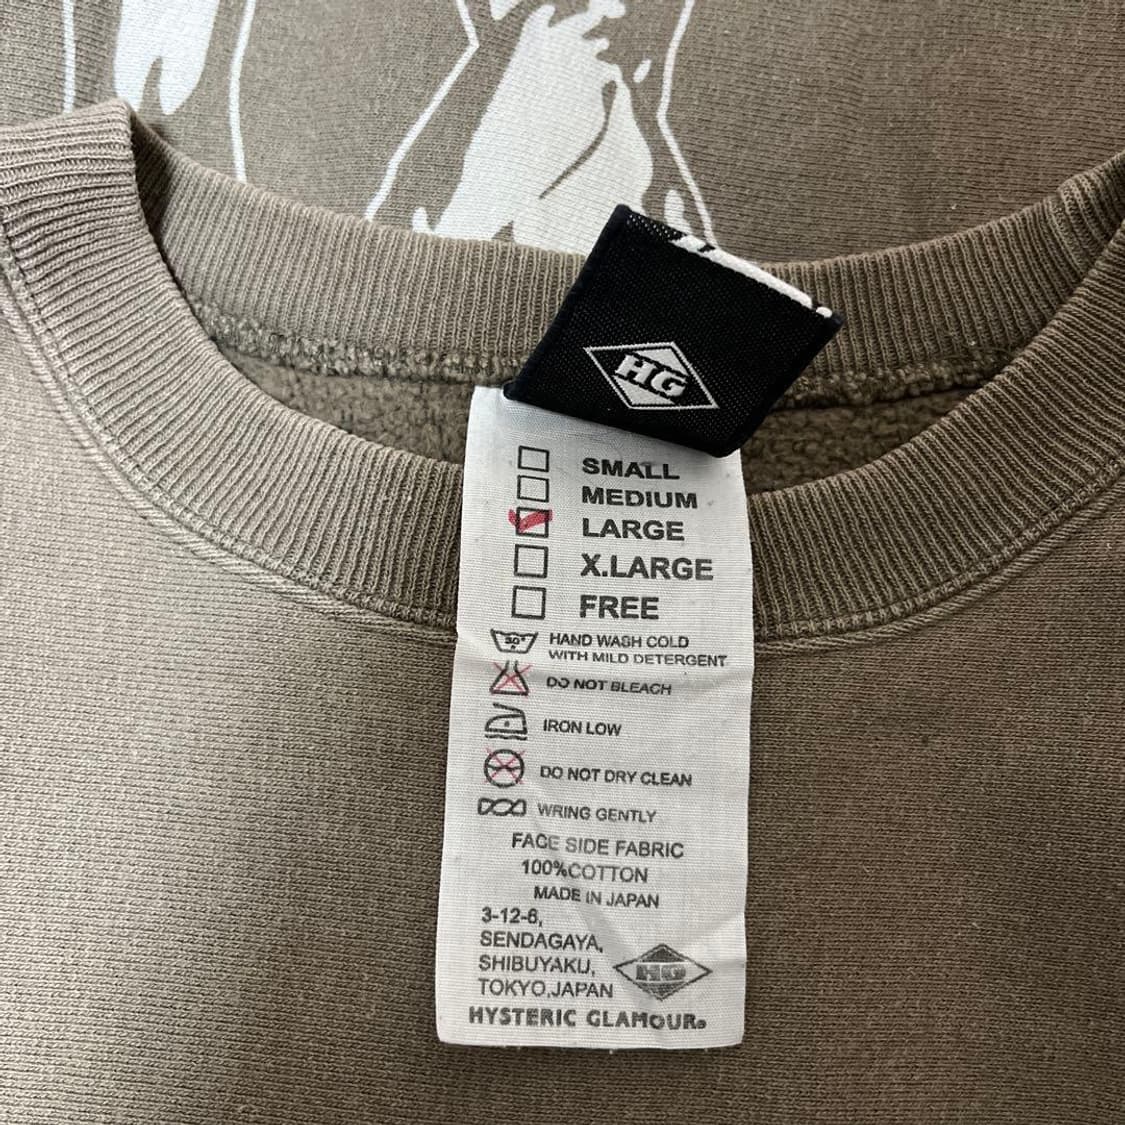 HG
SMALL
MEDIUM
LARGE
X.LARGE
FREE
30°
HAND WASH COLD
WITH MILD DETERGENT
DO NOT BLEACH
IRON LOW
DO NOT DRY CLEAN
WRING GENTLY
FACE SIDE FABRIC
100%COTTON
MADE IN JAPAN
3-12-8,
SENDAGAYA,
SHIBUYAKU,
TOKYO,JAPAN
HG
HYSTERIC GLAMOUR®